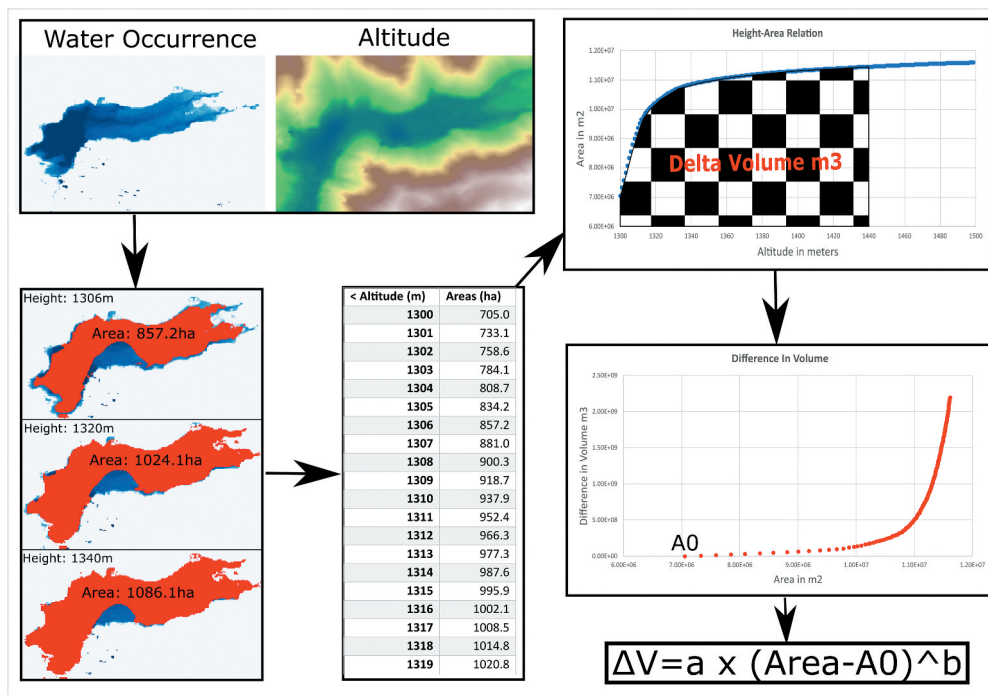 Water Occurrence
Altitude
Height: 1306m
Area: 857.2ha
Height: 1320m
Area: 1024.1ha
Height: 1340m
Area: 1086.1ha
< Altitude (m) Areas (ha)
1300 705.0
1301 733.1
1302 758.6
1303 784.1
1304 808.7
1305 834.2
1306 857.2
1307 881.0
1308 900.3
1309 918.7
1310 937.9
1311 952.4
1312 966.3
1313 977.3
1314 987.6
1315 995.9
1316 1002.1
1317 1008.5
1318 1014.8
1319 1020.8
Height-Area Relation
Area in m2
1.20E+07
1.10E+07
1.00E+07
9.00E+06
8.00E+06
7.00E+06
6.00E+06
Delta Volume m3
1300 1320 1340 1360 1380 1400 1420 1440 1460 1480 1500
Altitude in meters
Difference In Volume
Difference in Volume m3
2.50E+09
2.00E+09
1.50E+09
1.00E+09
5.00E+08
0.00E+00
A0
6.00E+06 7.00E+06 8.00E+06 9.00E+06 1.00E+07 1.10E+07 1.20E+07
Area in m2
ΔV=a x (Area-A0)^b